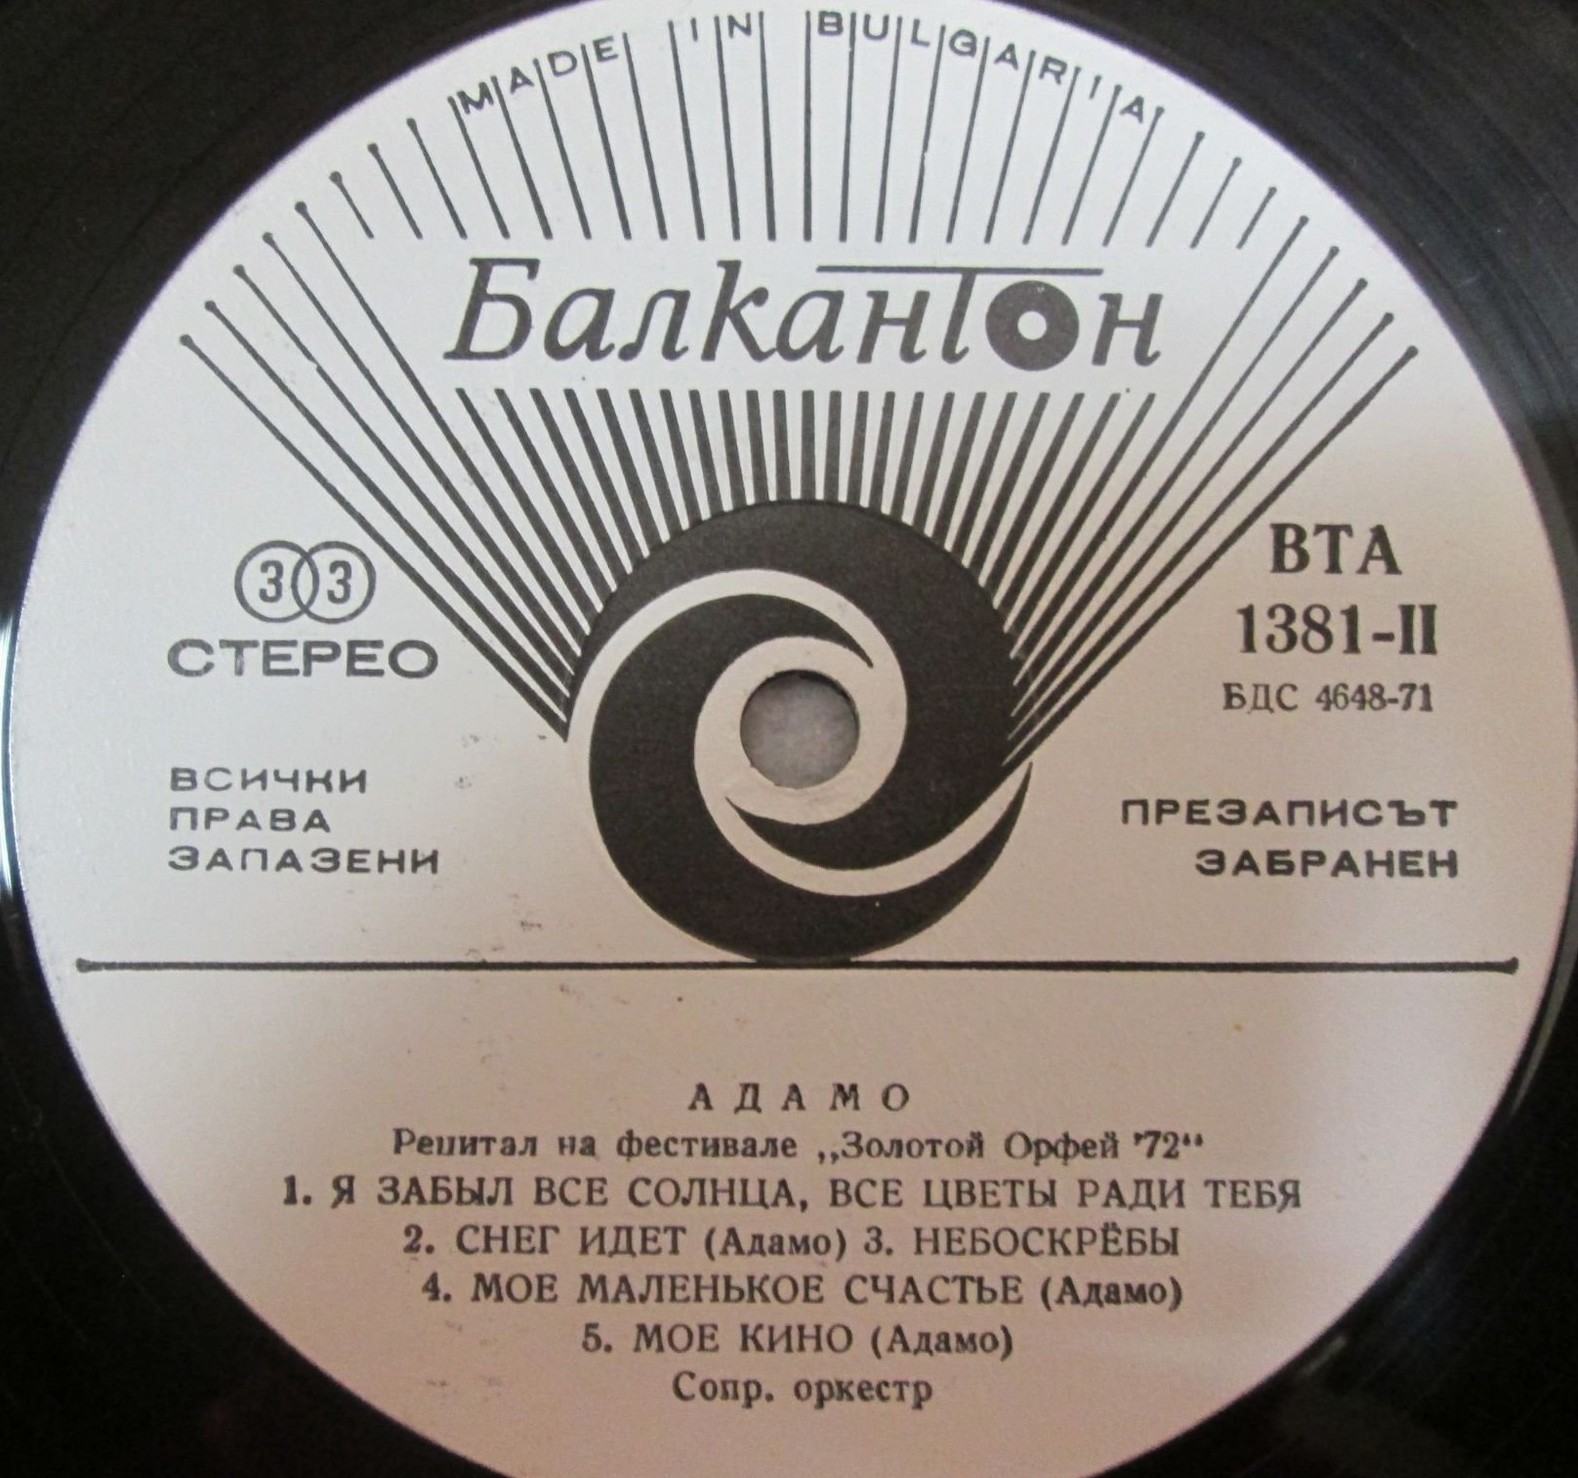 MADE IN BULGARIA
Балкантон
33
СТЕРЕО
ВТА
1381-II
БДС 4648-71
ВСИЧКИ
ПРАВА
ЗАПАЗЕНИ
ПРЕЗАПИСЪТ
ЗАБРАНЕН
АДАМО
Рецитал на фестивале „Золотой Орфей '72“
1. Я ЗАБЫЛ ВСЕ СОЛНЦА, ВСЕ ЦВЕТЫ РАДИ ТЕБЯ
2. СНЕГ ИДЕТ (Адамо) 3. НЕБОСКРЁБЫ
4. МОЕ МАЛЕНЬКОЕ СЧАСТЬЕ (Адамо)
5. МОЕ КИНО (Адамо)
Сопр. оркестр